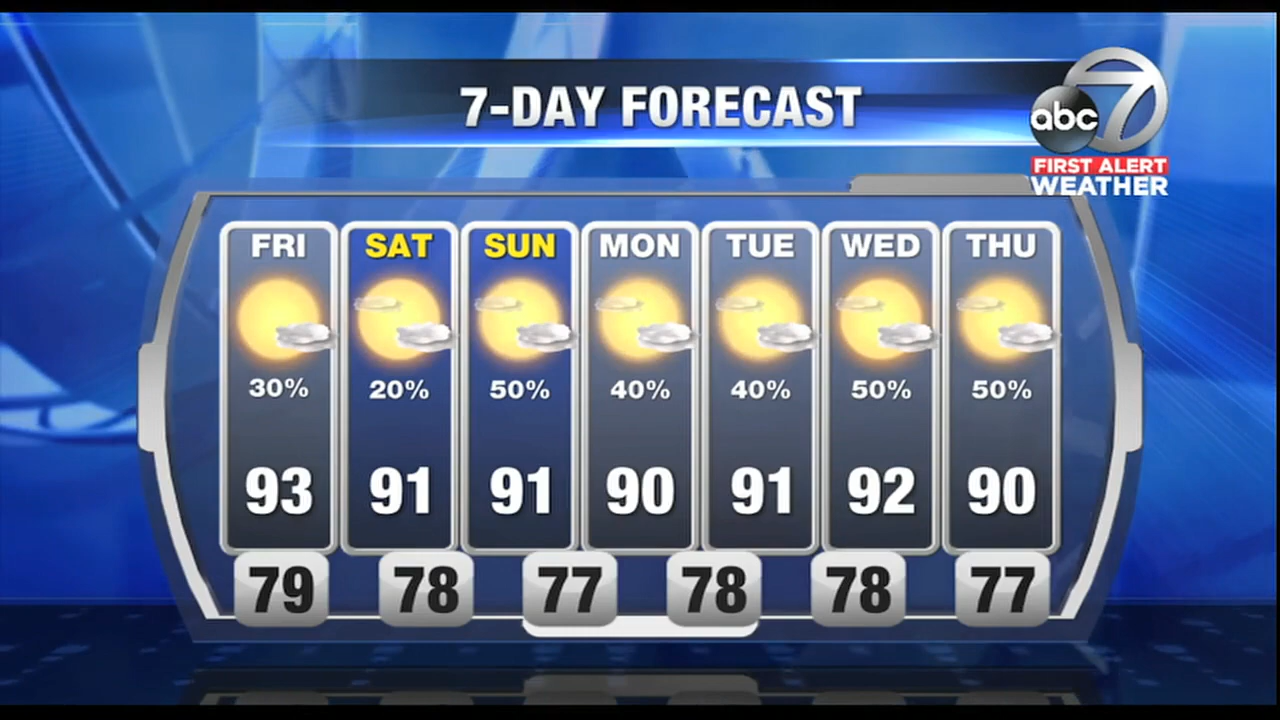 7-DAY FORECAST
abc 7
FIRST ALERT
WEATHER
FRI SAT SUN MON TUE WED THU
30% 20% 50% 40% 40% 50% 50%
93 91 91 90 91 92 90
79 78 77 78 78 77